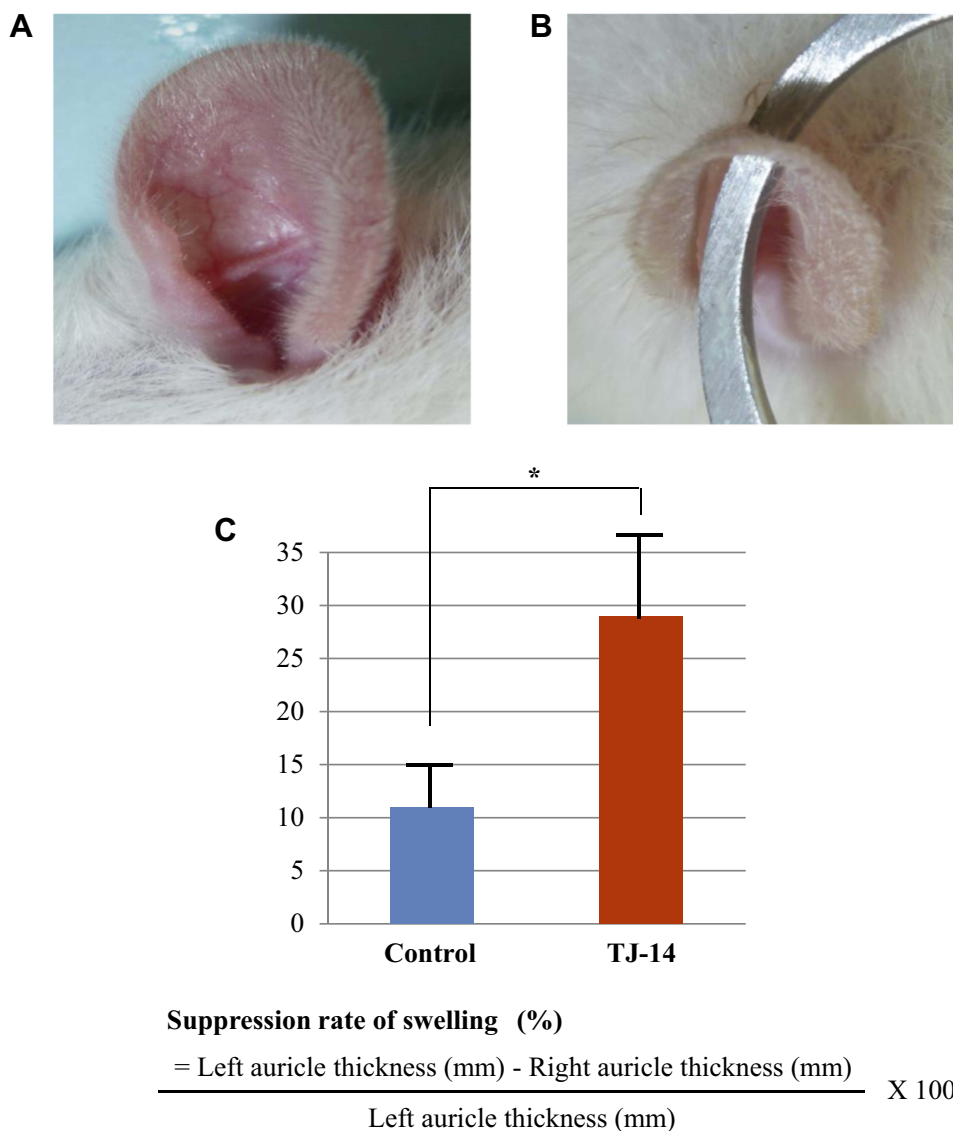 A
B
C
*
35
30
25
20
15
10
5
0
Control
TJ-14
Suppression rate of swelling (%)
= Left auricle thickness (mm) - Right auricle thickness (mm)
X 100
Left auricle thickness (mm)